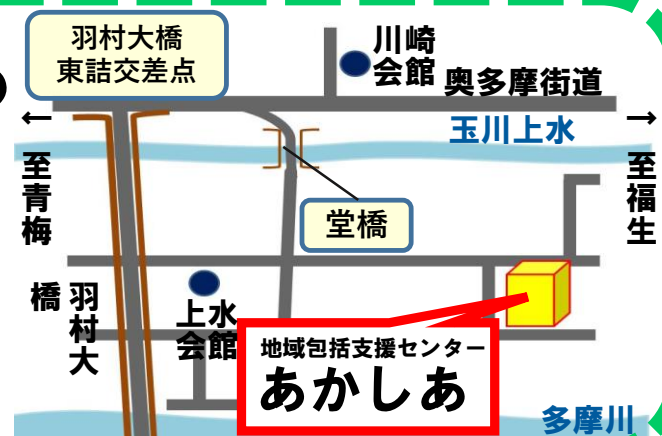 羽村大橋
東詰交差点
川崎
会館
奥多摩街道
玉川上水
←
至青梅
→
至福生
堂橋
羽村大橋
上水
会館
地域包括支援センター
あかしあ
多摩川